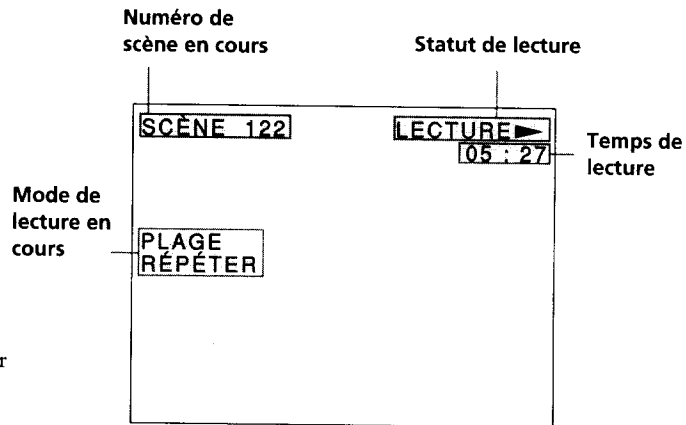 Numéro de
scène en cours
Statut de lecture
SCÈNE 122
LECTURE►
05 : 27
Temps de
lecture
Mode de
lecture en
cours
PLAGE
RÉPÉTER
r